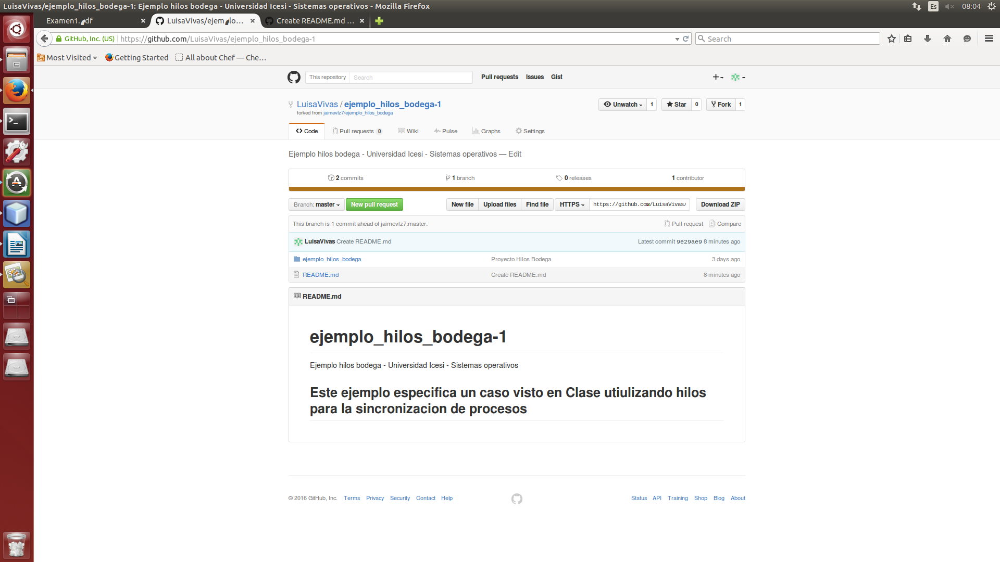 LuisaVivas/ejemplo_hilos_bodega-1: Ejemplo hilos bodega - Universidad Icesi - Sistemas operativos - Mozilla Firefox
Es 08:04
LuisaVivas/ejem lo...
Create README.md ...
GitHub, Inc. (US) https://github.com/LuisaVivas/ejemplo_hilos_bodega-1
Search
Most Visited Getting Started All about Chef — Che...
This repository Search Pull requests Issues Gist
LuisaVivas / ejemplo_hilos_bodega-1
Unwatch 1 Star 0 Fork 1
forked from jaimevlz7/ejemplo_hilos_bodega
Code Pull requests 0 Wiki Pulse Graphs Settings
Ejemplo hilos bodega - Universidad Icesi - Sistemas operativos — Edit
2 commits 1 branch 0 releases 1 contributor
Branch: master New pull request New file Upload files Find file HTTPS https://github.com/LuisaVivas/ Download ZIP
This branch is 1 commit ahead of jaimevlz7:master. Pull request Compare
LuisaVivas Create README.md Latest commit 9e29ae9 8 minutes ago
ejemplo_hilos_bodega Proyecto Hilos Bodega 3 days ago
README.md Create README.md 8 minutes ago
README.md
ejemplo_hilos_bodega-1
Ejemplo hilos bodega - Universidad Icesi - Sistemas operativos
Este ejemplo especifica un caso visto en Clase utiulizando hilos
para la sincronizacion de procesos
© 2016 GitHub, Inc. Terms Privacy Security Contact Help Status API Training Shop Blog About